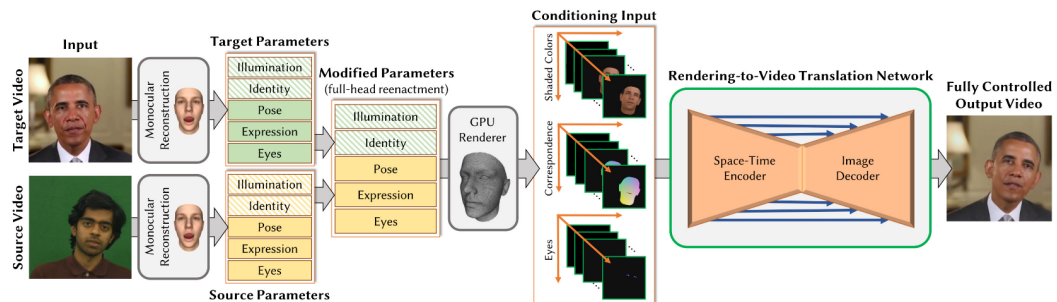 Input
Target Video
Source Video
Monocular
Reconstruction
Monocular
Reconstruction
Target Parameters
Illumination
Identity
Pose
Expression
Eyes
Illumination
Identity
Pose
Expression
Eyes
Source Parameters
Modified Parameters
(full-head reenactment)
Illumination
Identity
Pose
Expression
Eyes
GPU
Renderer
Conditioning Input
Shaded Colors
Correspondence
Eyes
Rendering-to-Video Translation Network
Space-Time
Encoder
Image
Decoder
Fully Controlled
Output Video